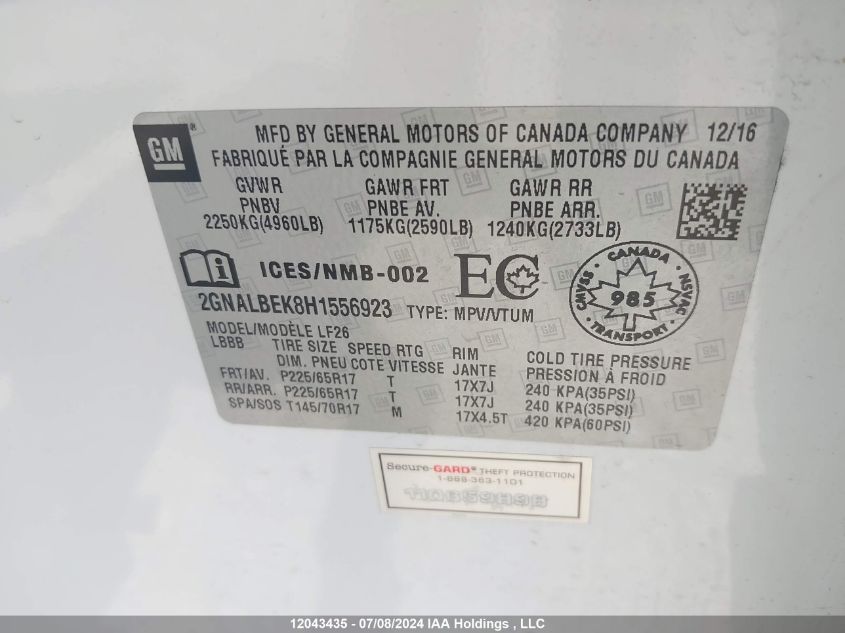 GM
MFD BY GENERAL MOTORS OF CANADA COMPANY 12/16
FABRIQUÉ PAR LA COMPAGNIE GENERAL MOTORS DU CANADA
GVWR GAWR FRT GAWR RR
PNBV PNBE AV. PNBE ARR.
2250KG(4960LB) 1175KG(2590LB) 1240KG(2733LB)
ICES/NMB-002 EC
CANADA
CMVSS 985 NSVAC
TRANSPORT
2GNALBEK8H1556923 TYPE: MPV/VTUM
MODEL/MODÈLE LF26
LBBB TIRE SIZE SPEED RTG RIM COLD TIRE PRESSURE
DIM. PNEU COTE VITESSE JANTE PRESSION À FROID
FRT/AV. P225/65R17 T 17X7J 240 KPA(35PSI)
RR/ARR. P225/65R17 T 17X7J 240 KPA(35PSI)
SPA/SOS T145/70R17 M 17X4.5T 420 KPA(60PSI)
Secure-GARD® THEFT PROTECTION
1-888-363-1101
12043435 - 07/08/2024 IAA Holdings , LLC